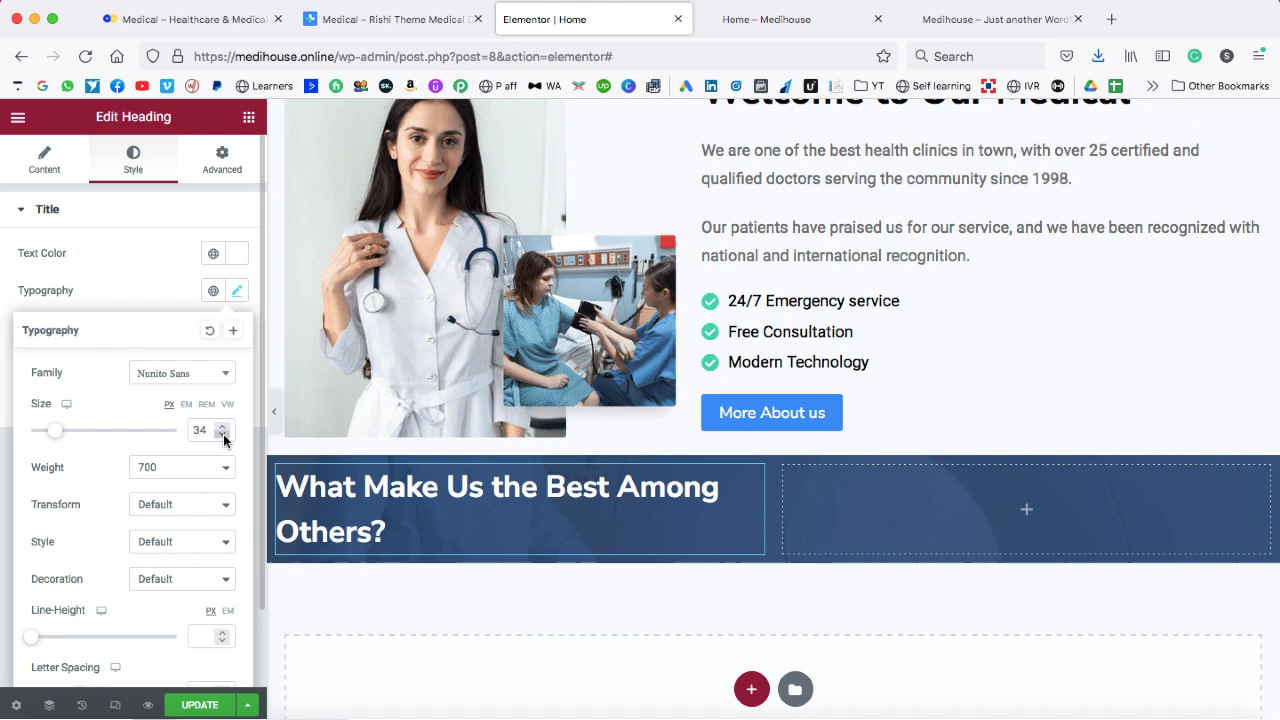 Medical – Healthcare & Medical
Medical – Rishi Theme Medical D
Elementor | Home
Home – Medihouse
Medihouse – Just another Word
https://medihouse.online/wp-admin/post.php?post=8&action=elementor#
Search
Learners
P aff
WA
YT
Self learning
IVR
Other Bookmarks
Edit Heading
Content
Style
Advanced
Title
Text Color
Typography
Typography
Family
Nunito Sans
Size
PX EM REM VW
34
Weight
700
Transform
Default
Style
Default
Decoration
Default
Line-Height
PX EM
Letter Spacing
UPDATE
Welcome to Our Medical
We are one of the best health clinics in town, with over 25 certified and
qualified doctors serving the community since 1998.
Our patients have praised us for our service, and we have been recognized with
national and international recognition.
24/7 Emergency service
Free Consultation
Modern Technology
More About us
What Make Us the Best Among
Others?